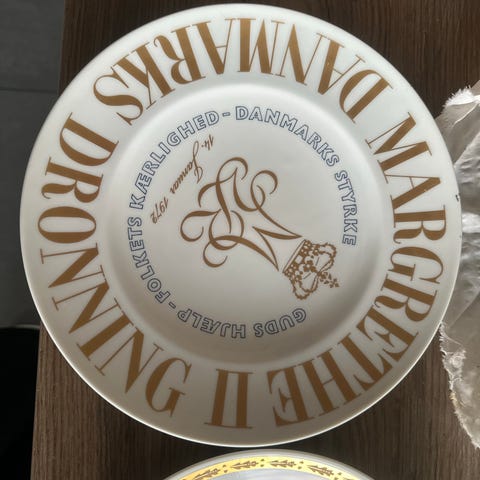 MARGRETHE II
DANMARKS DRONNING
GUDS HJÆLP - FOLKETS KÆRLIGHED - DANMARKS STYRKE
14. Januar 1972